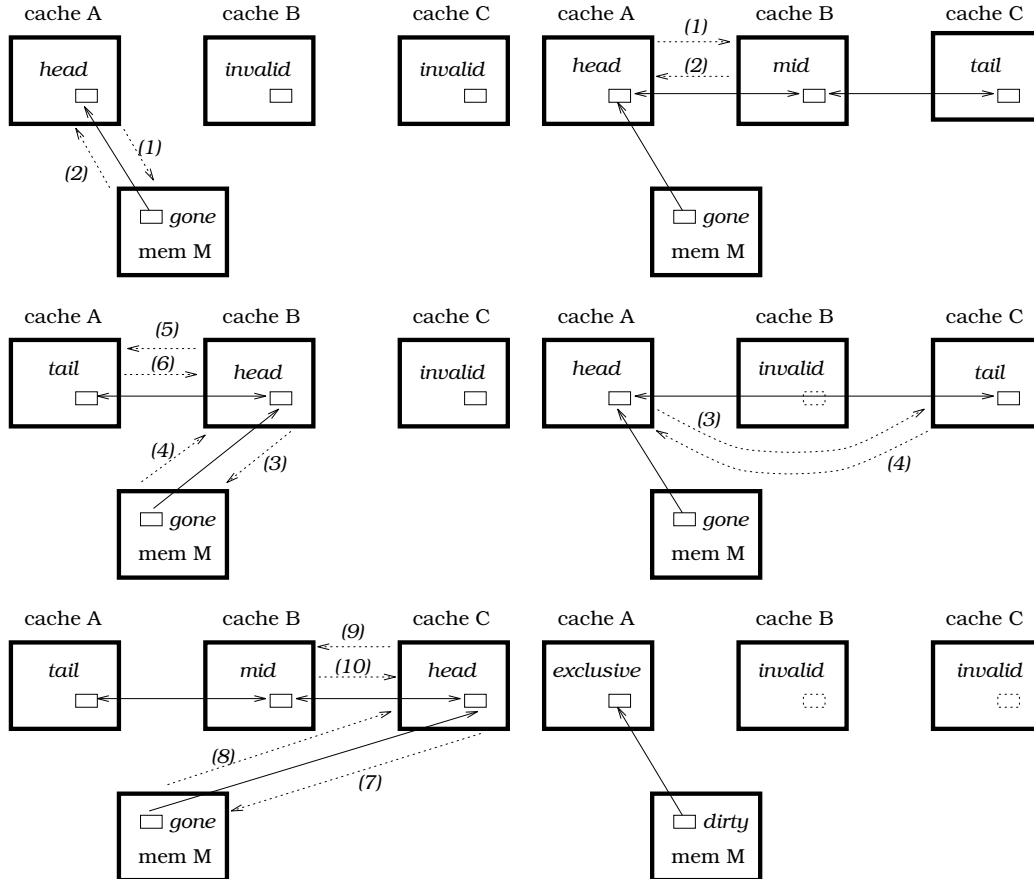 cache A cache B cache C cache A cache B cache C
head invalid invalid head (1) (2) mid tail
(1)
(2)
gone gone
mem M mem M
cache A cache B cache C cache A cache B cache C
tail (5) (6) head invalid head invalid tail
(4) (3) (3) (4)
gone gone
mem M mem M
cache A cache B cache C cache A cache B cache C
tail mid (9) (10) head exclusive invalid invalid
(8) (7)
gone dirty
mem M mem M